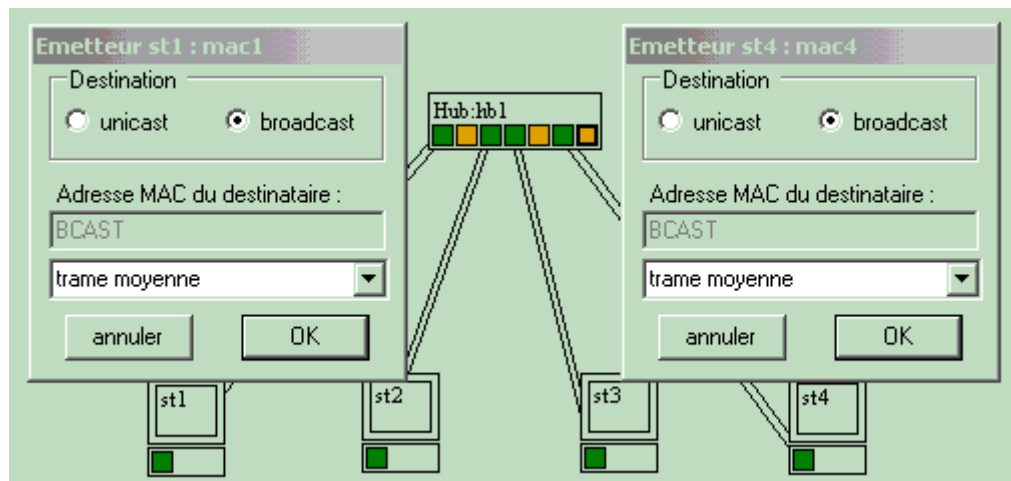 Emetteur st1 : mac1
Destination
unicast
broadcast
Adresse MAC du destinataire :
BCAST
trame moyenne
annuler
OK
Hub:hb1
Emetteur st4 : mac4
Destination
unicast
broadcast
Adresse MAC du destinataire :
BCAST
trame moyenne
annuler
OK
st1
st2
st3
st4